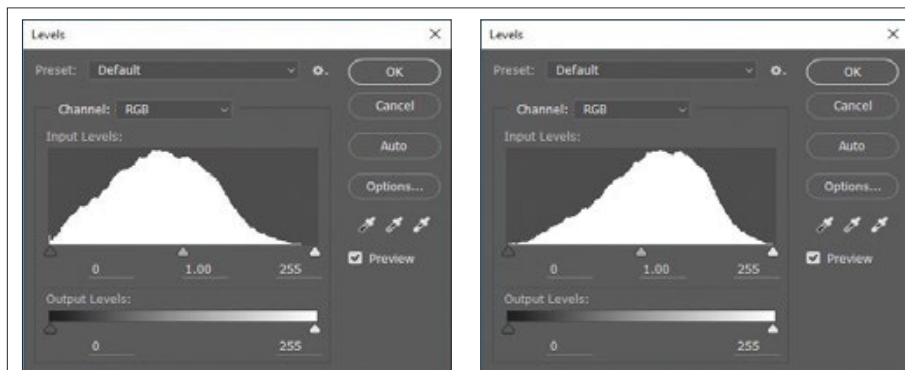 Levels
Preset: Default
OK
Channel: RGB
Cancel
Input Levels:
Auto
Options...
Preview
0 1.00 255
Output Levels:
0 255
Levels
Preset: Default
OK
Channel: RGB
Cancel
Input Levels:
Auto
Options...
Preview
0 1.00 255
Output Levels:
0 255